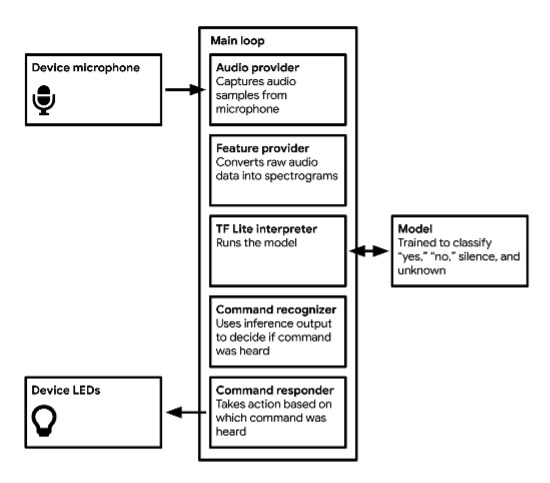 Main loop
Device microphone
Audio provider
Captures audio
samples from
microphone
Feature provider
Converts raw audio
data into spectrograms
TF Lite interpreter
Runs the model
Model
Trained to classify
“yes,” “no,” silence, and
unknown
Command recognizer
Uses inference output
to decide if command
was heard
Device LEDs
Command responder
Takes action based on
which command was
heard